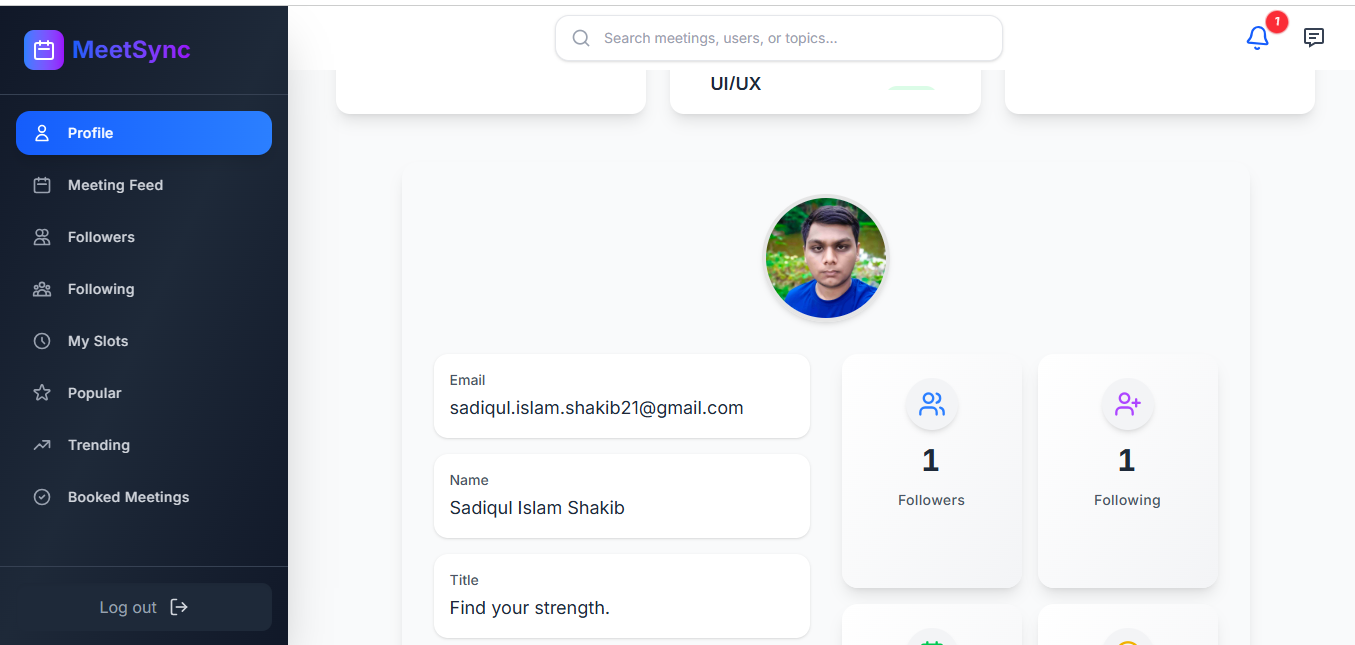 MeetSync
Search meetings, users, or topics...
1
Profile
Meeting Feed
Followers
Following
My Slots
Popular
Trending
Booked Meetings
Log out
UI/UX
Email
sadiqul.islam.shakib21@gmail.com
Name
Sadiqul Islam Shakib
Title
Find your strength.
1
Followers
1
Following